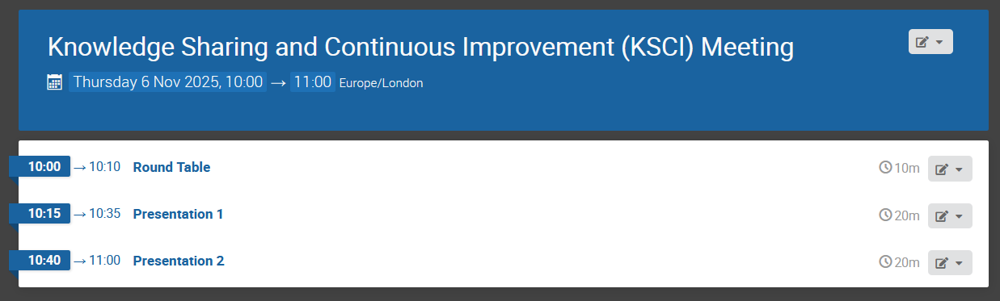 Knowledge Sharing and Continuous Improvement (KSCI) Meeting
Thursday 6 Nov 2025, 10:00 → 11:00 Europe/London
10:00 → 10:10 Round Table 10m
10:15 → 10:35 Presentation 1 20m
10:40 → 11:00 Presentation 2 20m